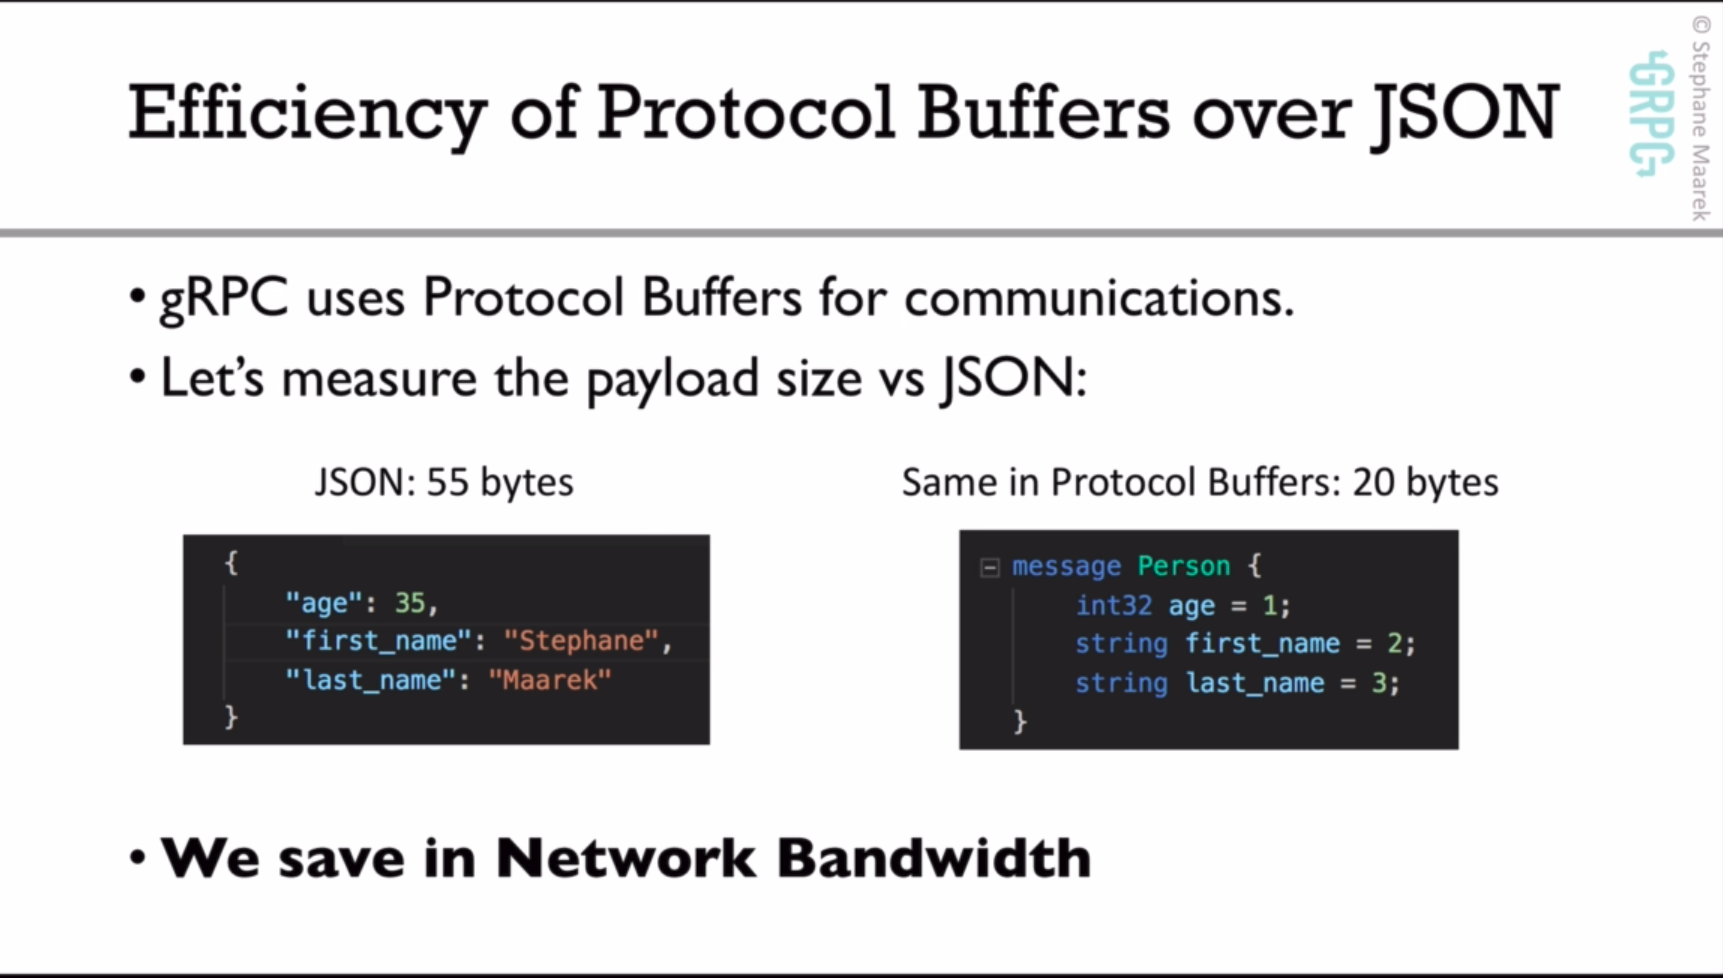 Efficiency of Protocol Buffers over JSON
GRPC
© Stephane Maarek
• gRPC uses Protocol Buffers for communications.
• Let’s measure the payload size vs JSON:
JSON: 55 bytes
{
"age": 35,
"first_name": "Stephane",
"last_name": "Maarek"
}
Same in Protocol Buffers: 20 bytes
message Person {
int32 age = 1;
string first_name = 2;
string last_name = 3;
}
• We save in Network Bandwidth